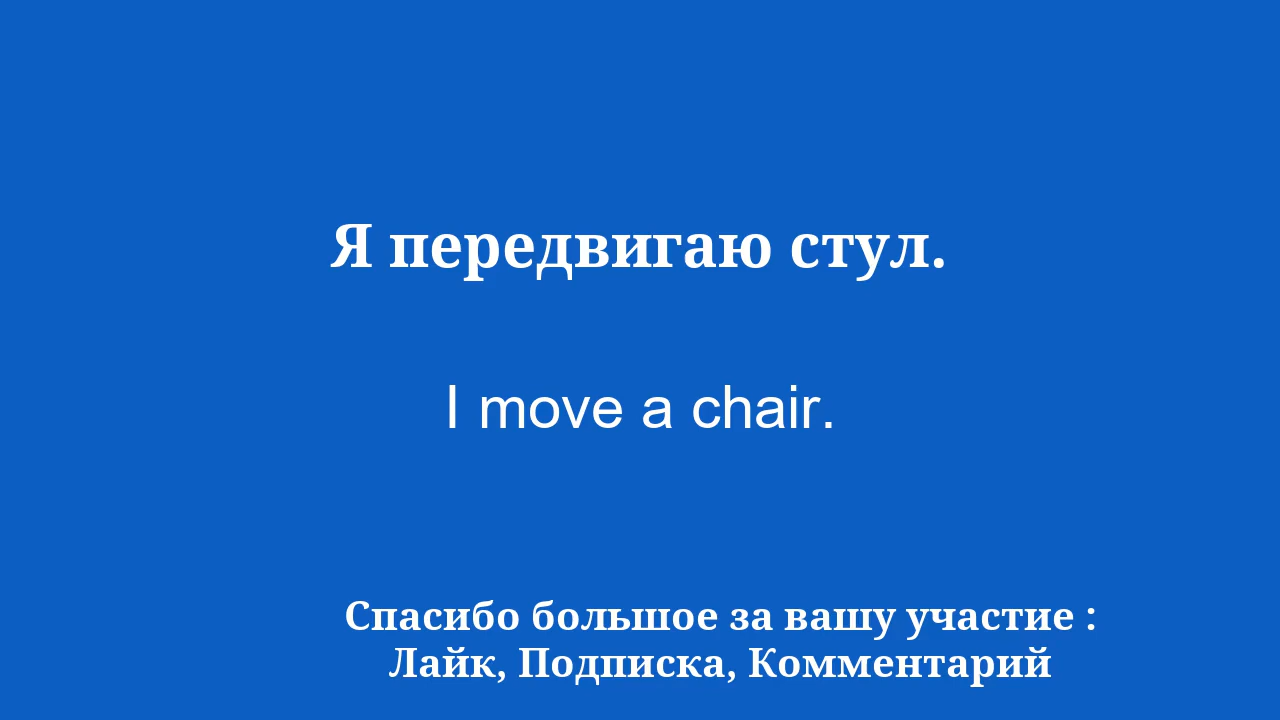 Я передвигаю стул.
I move a chair.
Спасибо большое за вашу участие :
Лайк, Подписка, Комментарий